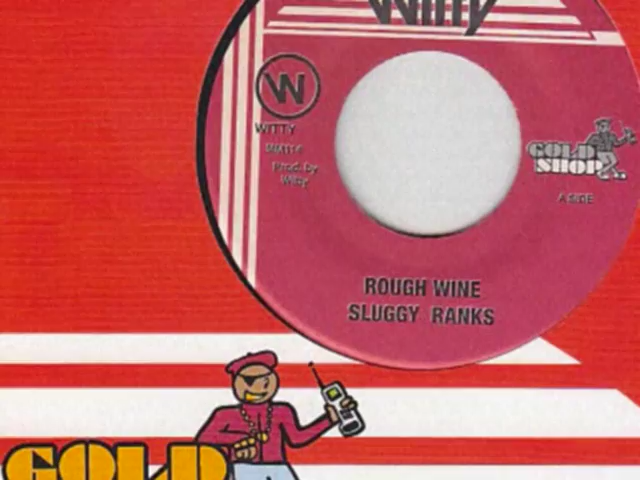 Witty
W
WITTY
Prod. by
Witty
GOLD
SHOP
A SIDE
ROUGH WINE
SLUGGY RANKS
GOLD